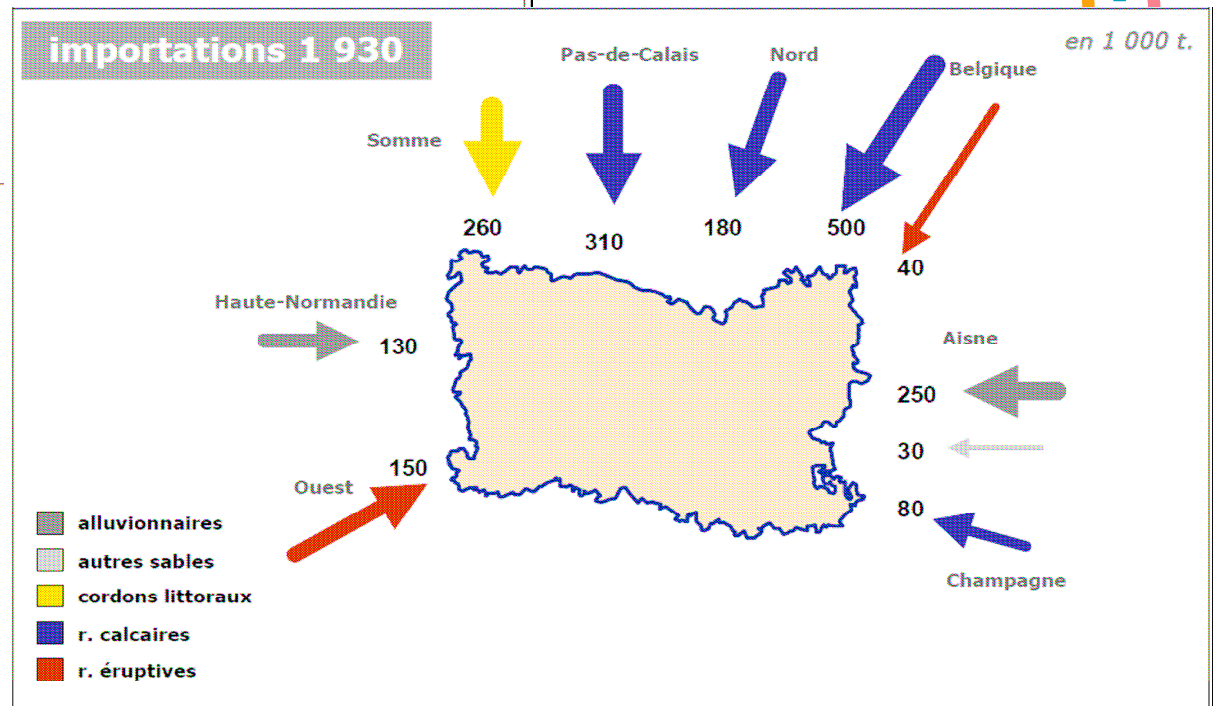 importations 1 930
en 1 000 t.
Pas-de-Calais
Nord
Belgique
Somme
260
310
180
500
40
Haute-Normandie
130
Aisne
250
30
150
Ouest
80
Champagne
alluvionnaires
autres sables
cordons littoraux
r. calcaires
r. éruptives